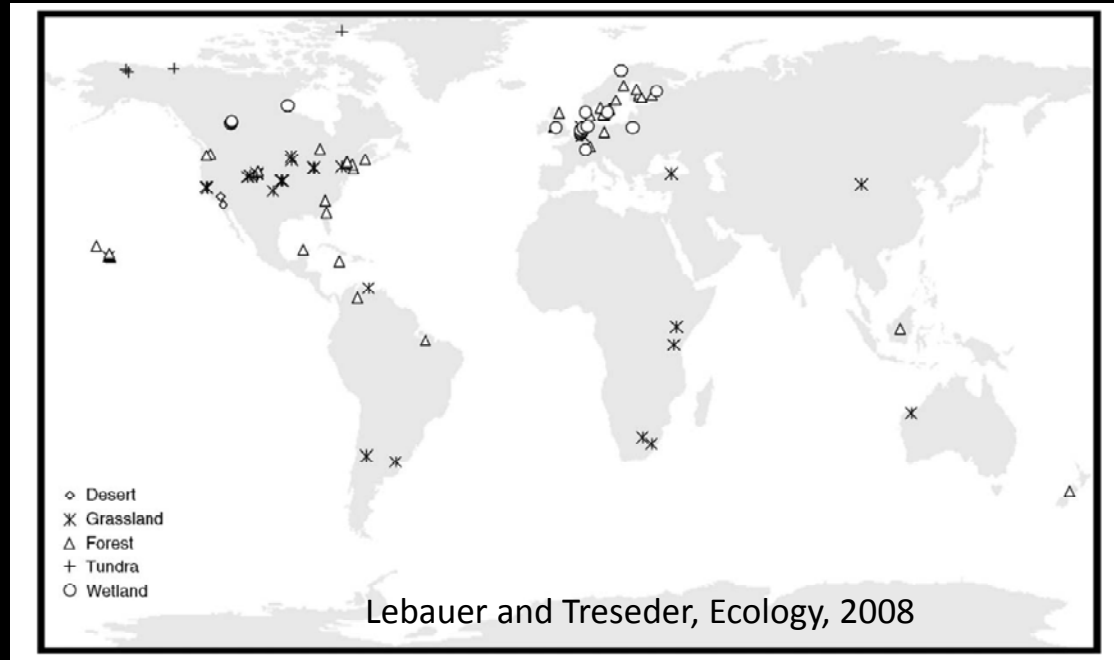 Desert
Grassland
Forest
Tundra
Wetland
Lebauer and Treseder, Ecology, 2008